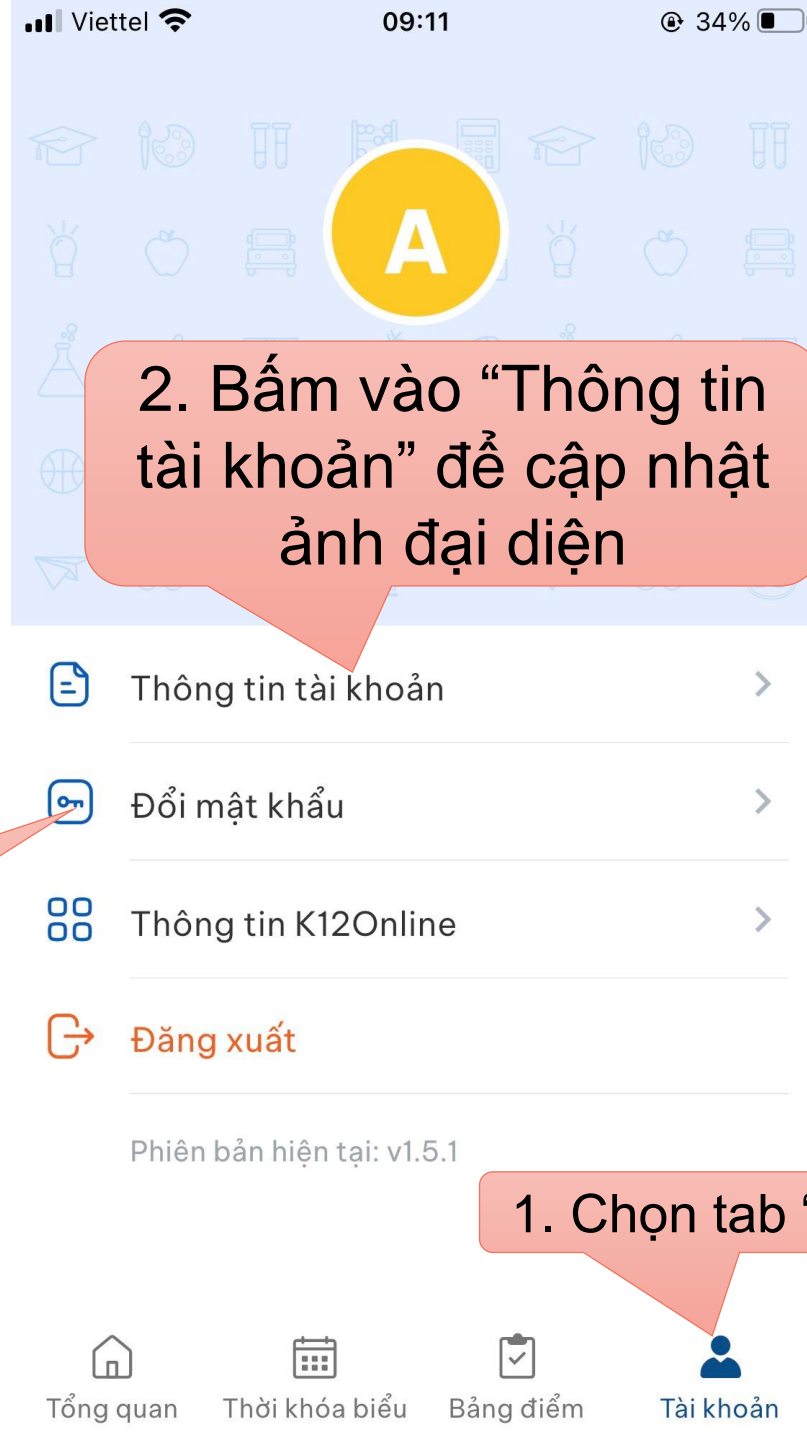 Viettel 09:11 34%
A
2. Bấm vào “Thông tin
tài khoản” để cập nhật
ảnh đại diện
Thông tin tài khoản
Đổi mật khẩu
Thông tin K12Online
Đăng xuất
Phiên bản hiện tại: v1.5.1
1. Chọn tab “
Tổng quan Thời khóa biểu Bảng điểm Tài khoản